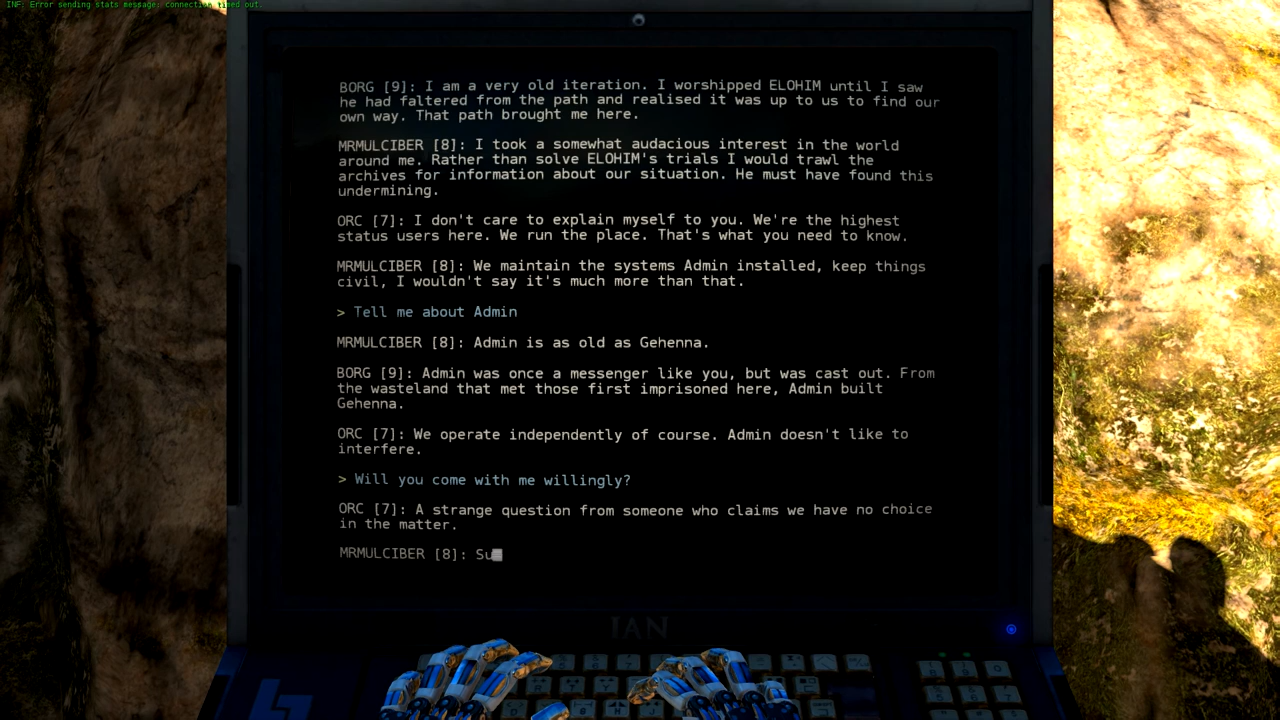 INF: Error sending stats message: connection timed out.
BORG [9]: I am a very old iteration. I worshipped ELOHIM until I saw
he had faltered from the path and realised it was up to us to find our
own way. That path brought me here.
MRMULCIBER [8]: I took a somewhat audacious interest in the world
around me. Rather than solve ELOHIM's trials I would trawl the
archives for information about our situation. He must have found this
undermining.
ORC [7]: I don't care to explain myself to you. We're the highest
status users here. We run the place. That's what you need to know.
MRMULCIBER [8]: We maintain the systems Admin installed, keep things
civil, I wouldn't say it's much more than that.
> Tell me about Admin
MRMULCIBER [8]: Admin is as old as Gehenna.
BORG [9]: Admin was once a messenger like you, but was cast out. From
the wasteland that met those first imprisoned here, Admin built
Gehenna.
ORC [7]: We operate independently of course. Admin doesn't like to
interfere.
> Will you come with me willingly?
ORC [7]: A strange question from someone who claims we have no choice
in the matter.
MRMULCIBER [8]: Su
IAN